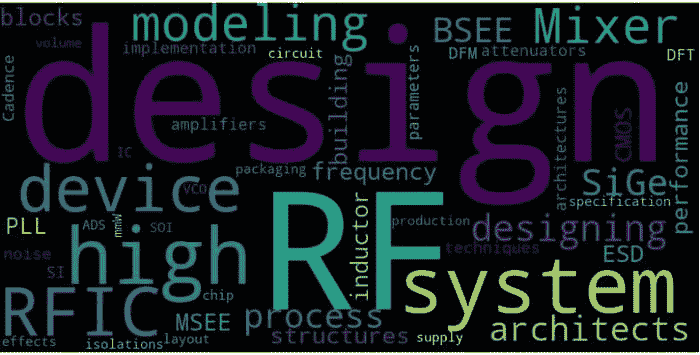 blocks
modeling
BSEE
Mixer
volume
implementation
circuit
DFM
attenuators
DFT
Cadence
design
building
parameters
amplifiers
IC
architectures
CMOS
performance
packaging
frequency
device
VCO
SiGe
specification
PLL
ADS
mmW
SOI
RF
inductor
production
designing
techniques
noise
high
SI
ESD
system
chip
RFIC
MSEE
process
architects
effects
isolations
layout
structures
supply